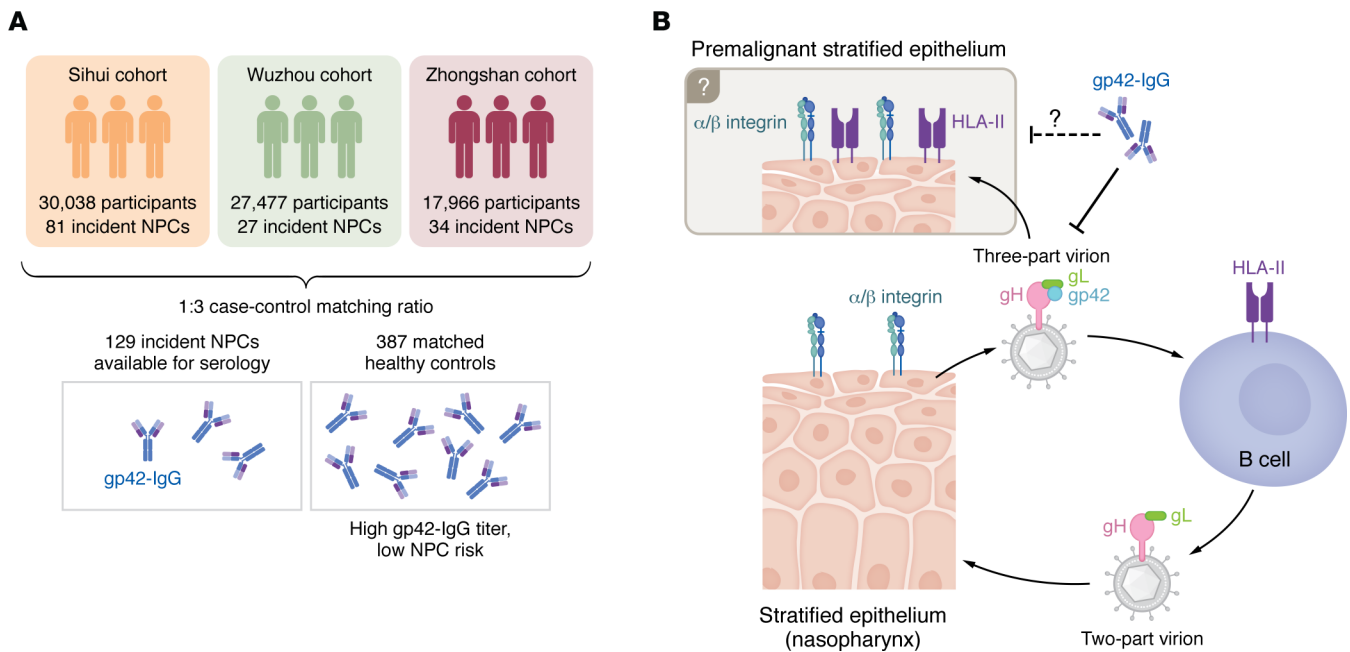 A
Sihui cohort
30,038 participants
81 incident NPCs
Wuzhou cohort
27,477 participants
27 incident NPCs
Zhongshan cohort
17,966 participants
34 incident NPCs
1:3 case-control matching ratio
129 incident NPCs
available for serology
387 matched
healthy controls
gp42-IgG
High gp42-IgG titer,
low NPC risk
B
Premalignant stratified epithelium
?
α/β integrin
HLA-II
gp42-IgG
?
Three-part virion
gH
gL
gp42
α/β integrin
HLA-II
B cell
gH
gL
Two-part virion
Stratified epithelium
(nasopharynx)